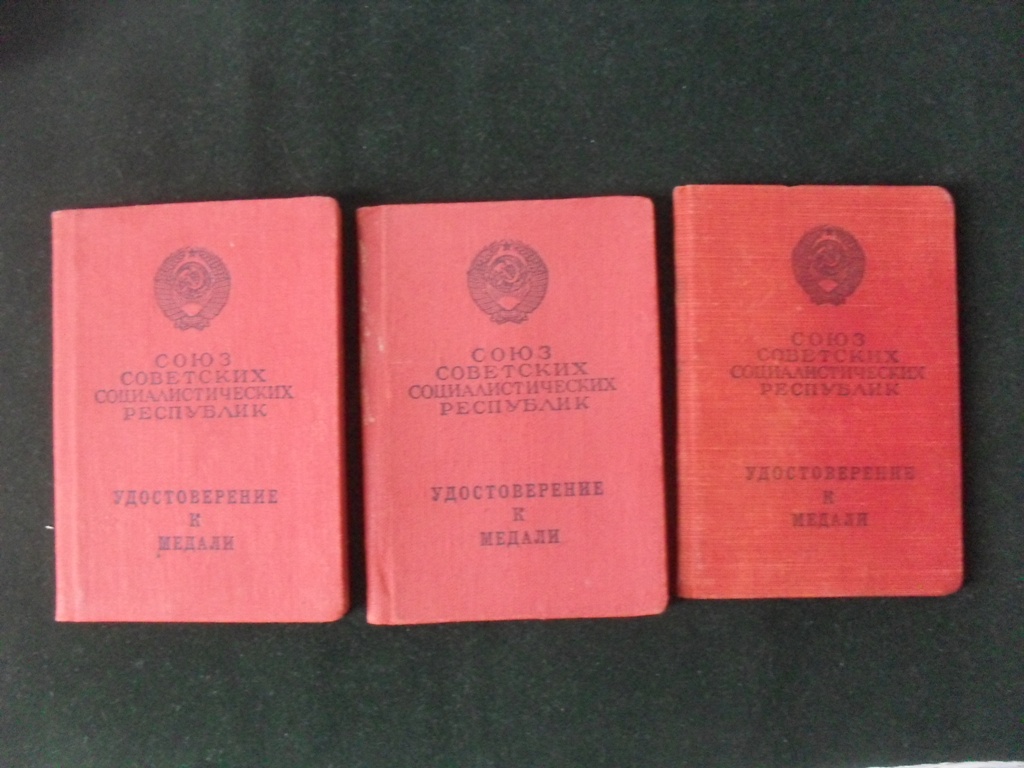 СОЮЗ
СОВЕТСКИХ
СОЦИАЛИСТИЧЕСКИХ
РЕСПУБЛИК
УДОСТОВЕРЕНИЕ
К
МЕДАЛИ
СОЮЗ
СОВЕТСКИХ
СОЦИАЛИСТИЧЕСКИХ
РЕСПУБЛИК
УДОСТОВЕРЕНИЕ
К
МЕДАЛИ
СОЮЗ
СОВЕТСКИХ
СОЦИАЛИСТИЧЕСКИХ
РЕСПУБЛИК
УДОСТОВЕРЕНИЕ
К
МЕДАЛИ